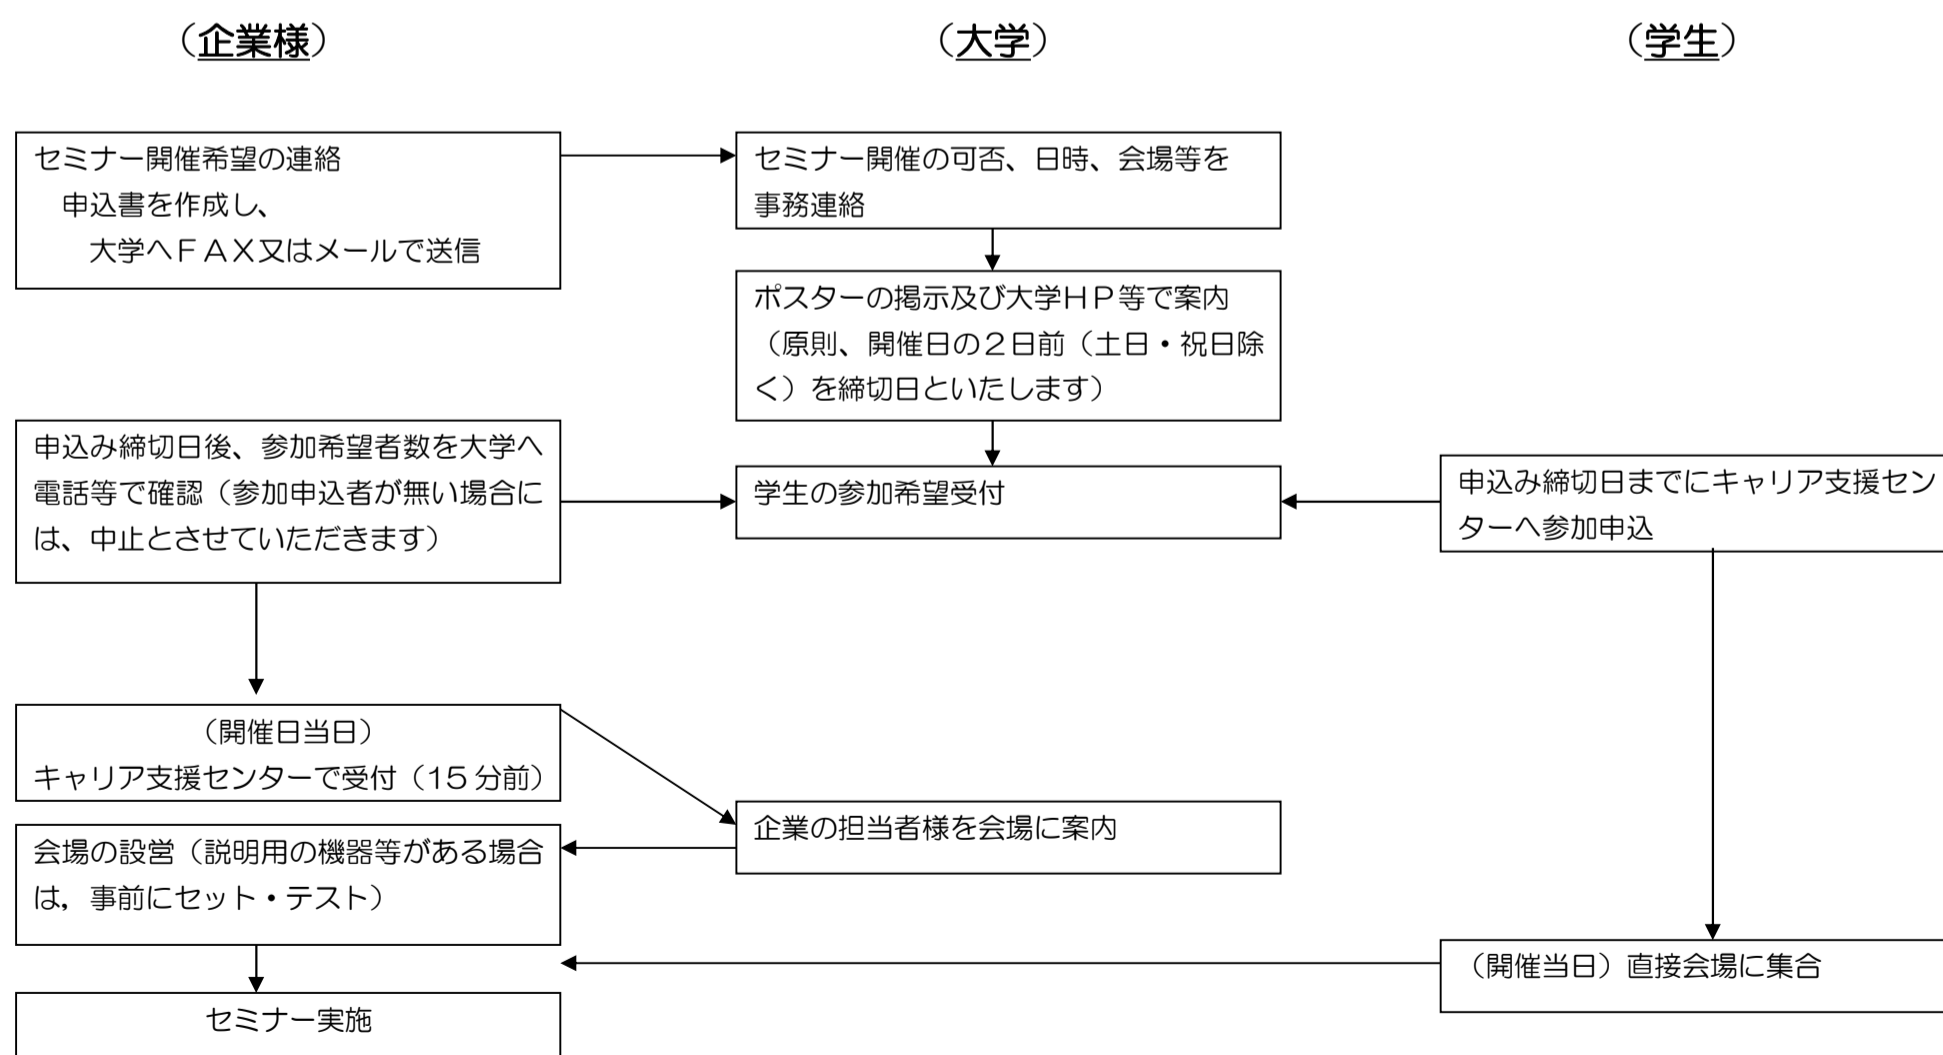 （企業様）
（大学）
（学生）
セミナー開催希望の連絡
申込書を作成し、
大学へＦＡＸ又はメールで送信
セミナー開催の可否、日時、会場等を
事務連絡
ポスターの掲示及び大学ＨＰ等で案内
（原則、開催日の２日前（土日・祝日除
く）を締切日といたします）
申込み締切日後、参加希望者数を大学へ
電話等で確認（参加申込者が無い場合に
は、中止とさせていただきます）
学生の参加希望受付
申込み締切日までにキャリア支援セン
ターへ参加申込
（開催日当日）
キャリア支援センターで受付（15 分前）
企業の担当者様を会場に案内
会場の設営（説明用の機器等がある場合
は，事前にセット・テスト）
（開催当日）直接会場に集合
セミナー実施